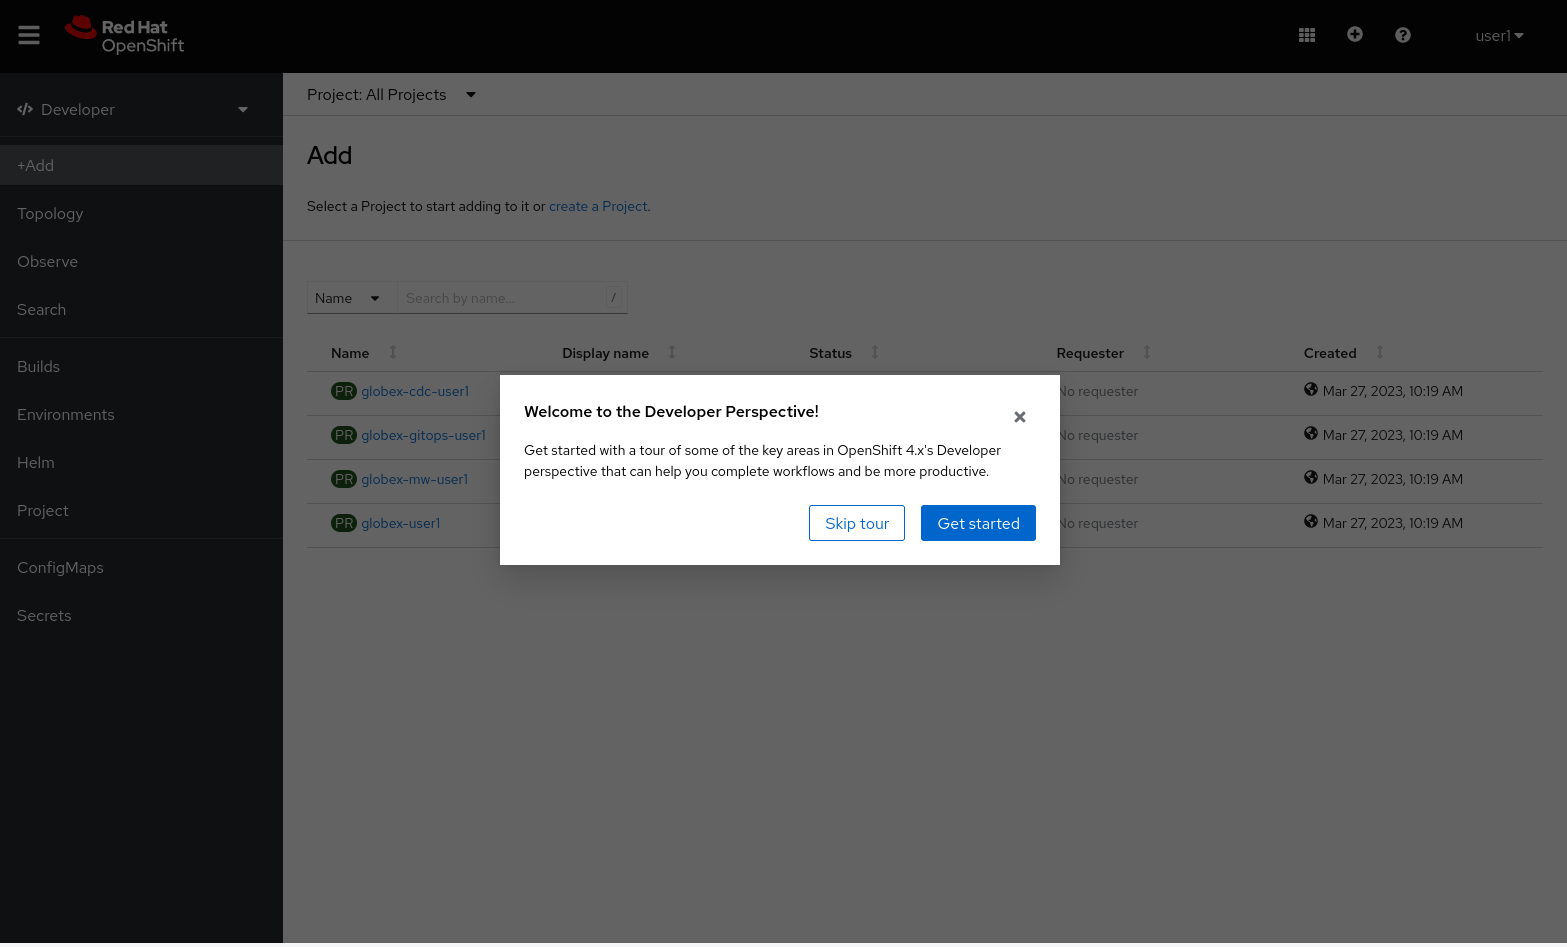 Red Hat
OpenShift
user1
Developer
+Add
Topology
Observe
Search
Builds
Environments
Helm
Project
ConfigMaps
Secrets
Project: All Projects
Add
Select a Project to start adding to it or create a Project.
Name
Search by name...
/
Name Display name Status Requester Created
PR globex-cdc-user1 No requester Mar 27, 2023, 10:19 AM
PR globex-gitops-user1 No requester Mar 27, 2023, 10:19 AM
PR globex-mw-user1 No requester Mar 27, 2023, 10:19 AM
PR globex-user1 No requester Mar 27, 2023, 10:19 AM
Welcome to the Developer Perspective!
Get started with a tour of some of the key areas in OpenShift 4.x's Developer
perspective that can help you complete workflows and be more productive.
Skip tour Get started